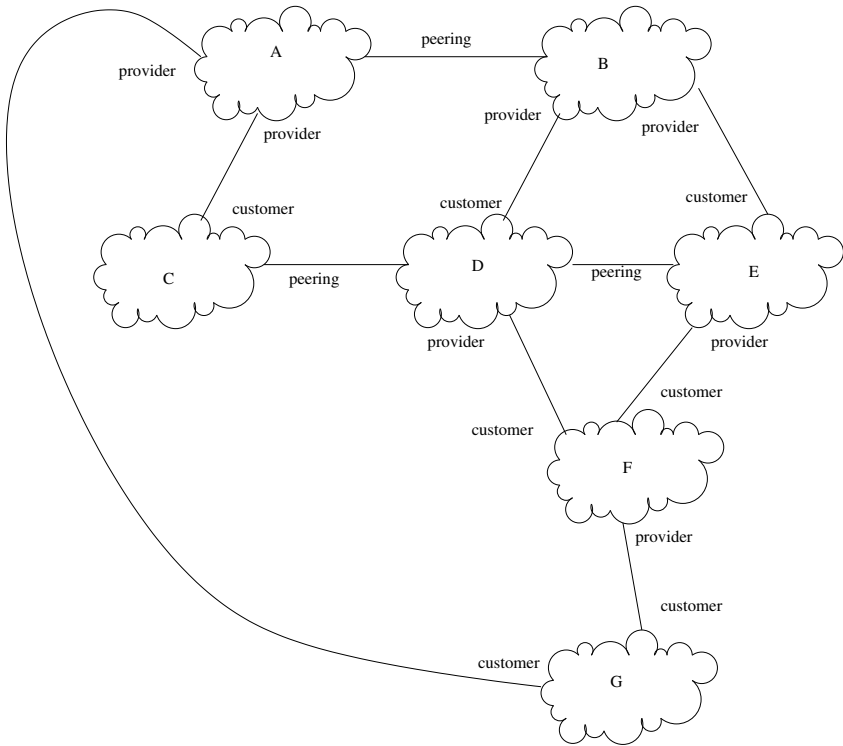 A
peering
B
provider
provider
provider
provider
customer
customer
customer
C
peering
D
peering
E
provider
provider
customer
customer
F
provider
customer
customer
G